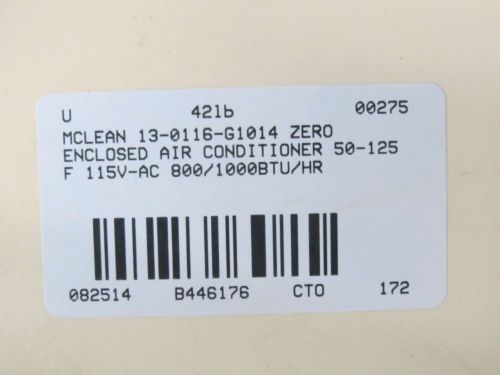 U 42lb 00275
MCLEAN 13-0116-G1014 ZERO
ENCLOSED AIR CONDITIONER 50-125
F 115V-AC 800/1000BTU/HR
082514 B446176 CTO 172